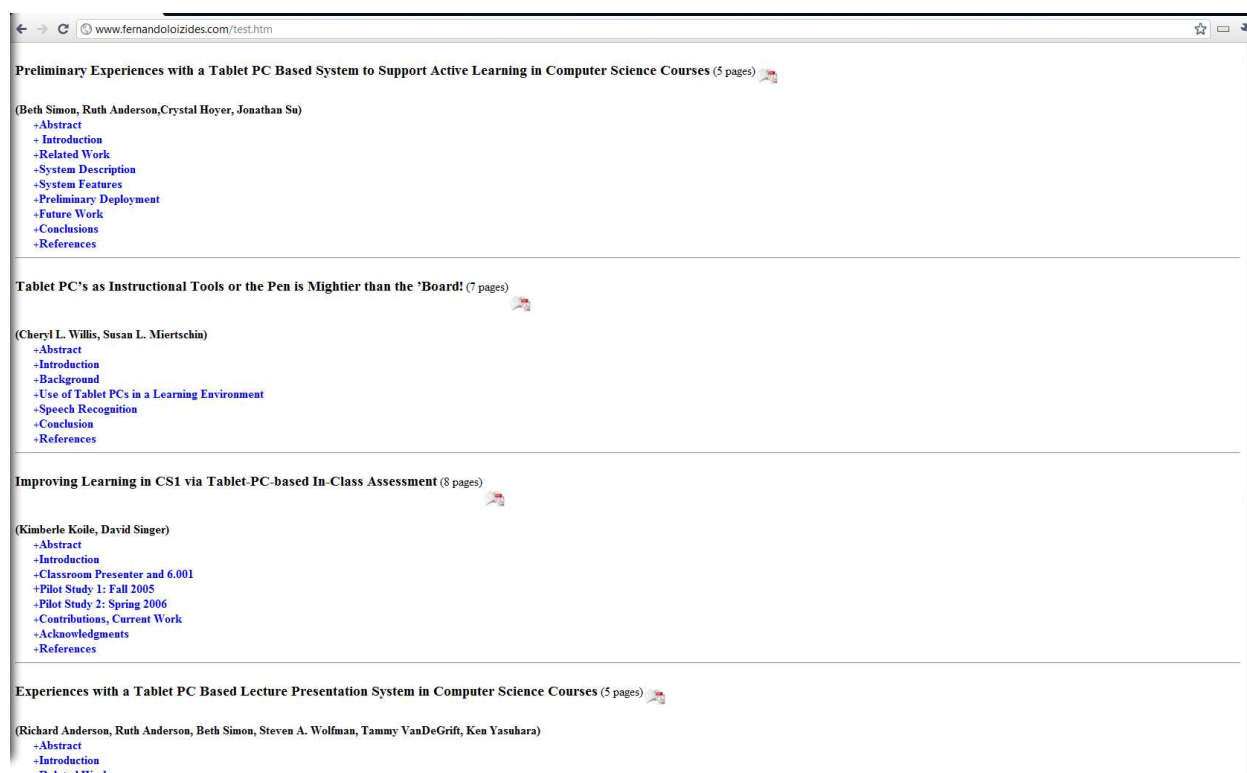 www.fernandoloizides.com/test.htm
Preliminary Experiences with a Tablet PC Based System to Support Active Learning in Computer Science Courses (5 pages)
(Beth Simon, Ruth Anderson,Crystal Hoyer, Jonathan Su)
+Abstract
+ Introduction
+Related Work
+System Description
+System Features
+Preliminary Deployment
+Future Work
+Conclusions
+References
Tablet PC's as Instructional Tools or the Pen is Mightier than the 'Board! (7 pages)
(Cheryl L. Willis, Susan L. Miertschin)
+Abstract
+Introduction
+Background
+Use of Tablet PCs in a Learning Environment
+Speech Recognition
+Conclusion
+References
Improving Learning in CS1 via Tablet-PC-based In-Class Assessment (8 pages)
(Kimberle Koile, David Singer)
+Abstract
+Introduction
+Classroom Presenter and 6.001
+Pilot Study 1: Fall 2005
+Pilot Study 2: Spring 2006
+Contributions, Current Work
+Acknowledgments
+References
Experiences with a Tablet PC Based Lecture Presentation System in Computer Science Courses (5 pages)
(Richard Anderson, Ruth Anderson, Beth Simon, Steven A. Wolfman, Tammy VanDeGrift, Ken Yasuhara)
+Abstract
+Introduction